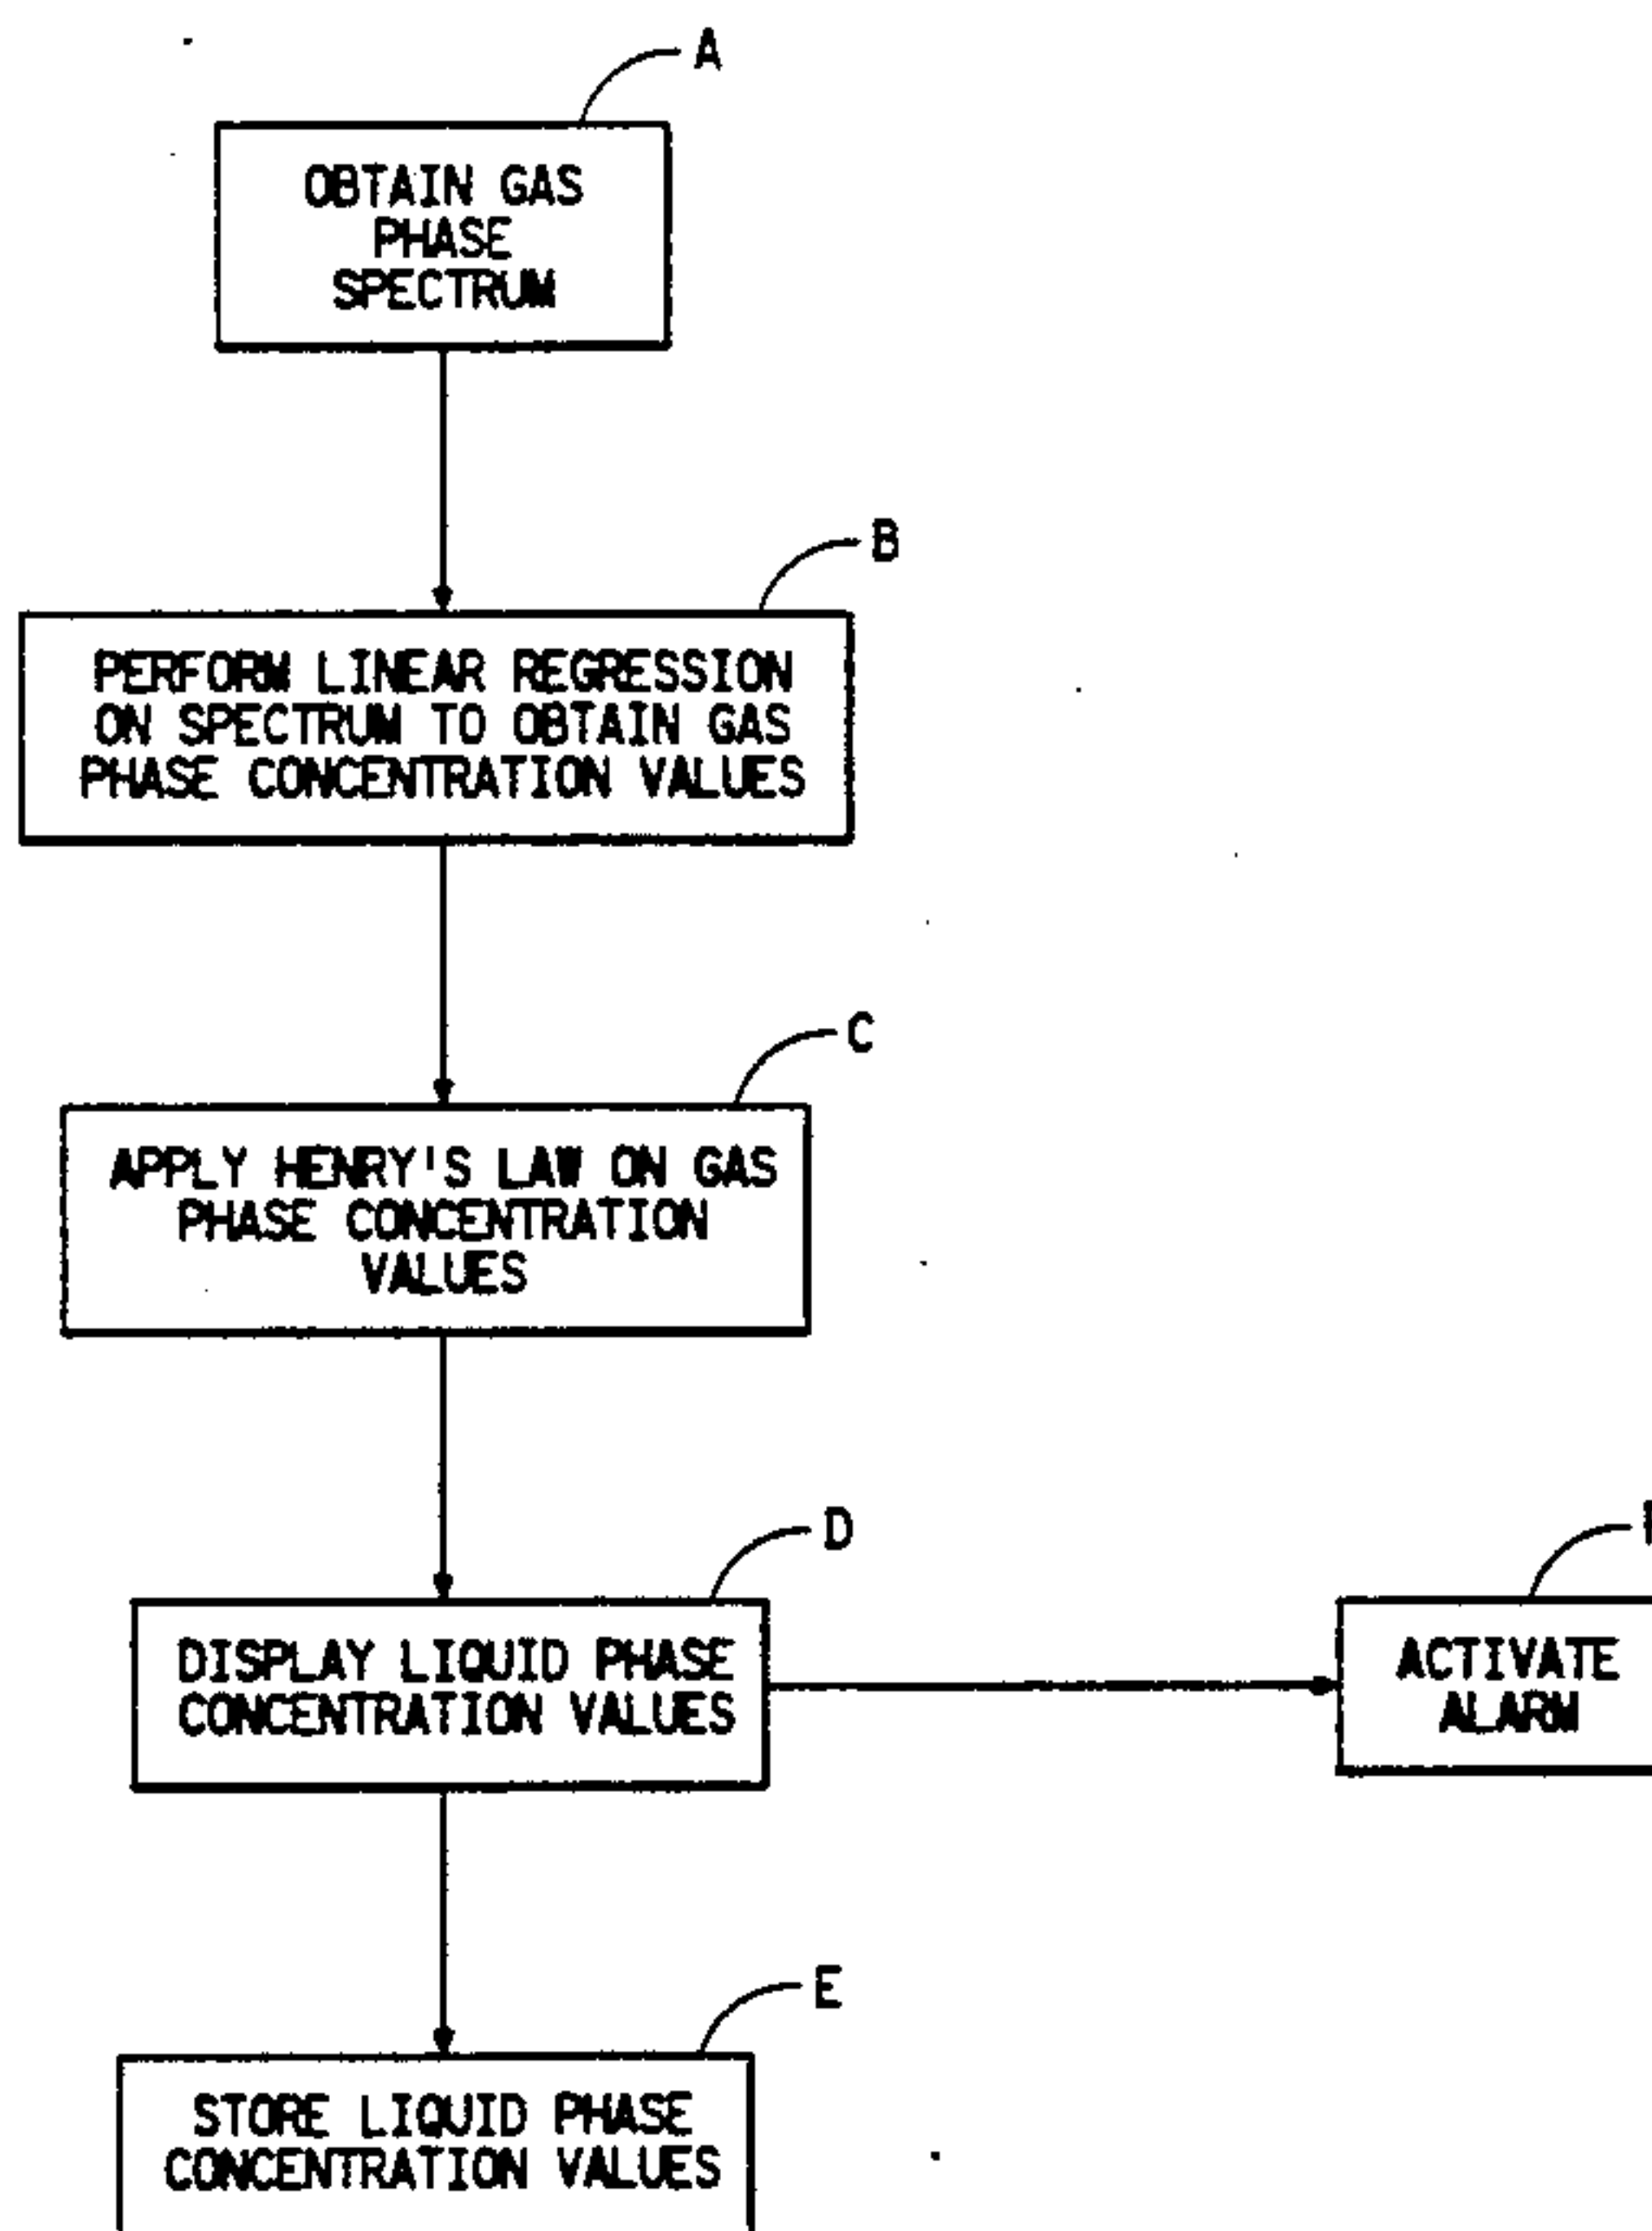 A
OBTAIN GAS
PHASE
SPECTRUM
B
PERFORM LINEAR REGRESSION
ON SPECTRUM TO OBTAIN GAS
PHASE CONCENTRATION VALUES
C
APPLY HENRY'S LAW ON GAS
PHASE CONCENTRATION
VALUES
D
DISPLAY LIQUID PHASE
CONCENTRATION VALUES
ACTIVATE
ALARM
E
STORE LIQUID PHASE
CONCENTRATION VALUES